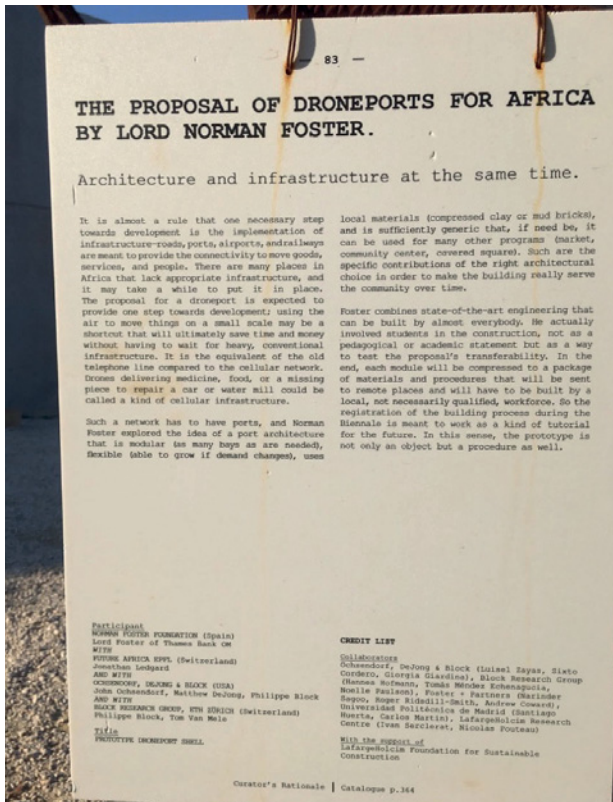 — 83 —
THE PROPOSAL OF DRONEPORTS FOR AFRICA
BY LORD NORMAN FOSTER.
Architecture and infrastructure at the same time.
It is almost a rule that one necessary step
towards development is the implementation of
infrastructure-roads, ports, airports, andrailways
are meant to provide the connectivity to move goods,
services, and people. There are many places in
Africa that lack appropriate infrastructure, and
it may take a while to put it in place.
The proposal for a droneport is expected to
provide one step towards development; using the
air to move things on a small scale may be a
shortcut that will ultimately save time and money
without having to wait for heavy, conventional
infrastructure. It is the equivalent of the old
telephone line compared to the cellular network.
Drones delivering medicine, food, or a missing
piece to repair a car or water mill could be
called a kind of cellular infrastructure.
Such a network has to have ports, and Norman
Foster explored the idea of a port architecture
that is modular (as many bays as are needed),
flexible (able to grow if demand changes), uses
local materials (compressed clay or mud bricks),
and is sufficiently generic that, if need be, it
can be used for many other programs (market,
community center, covered square). Such are the
specific contributions of the right architectural
choice in order to make the building really serve
the community over time.
Foster combines state-of-the-art engineering that
can be built by almost everybody. He actually
involved students in the construction, not as a
pedagogical or academic statement but as a way
to test the proposal's transferability. In the
end, each module will be compressed to a package
of materials and procedures that will be sent
to remote places and will have to be built by a
local, not necessarily qualified, workforce. So the
registration of the building process during the
Biennale is meant to work as a kind of tutorial
for the future. In this sense, the prototype is
not only an object but a procedure as well.
Participant
NORMAN FOSTER FOUNDATION (Spain)
Lord Foster of Thames Bank OM
WITH
FUTURE AFRICA EPFL (Switzerland)
Jonathan Ledgard
AND WITH
OCHSENDORF, DEJONG & BLOCK (USA)
John Ochsendorf, Matthew DeJong, Philippe Block
AND WITH
BLOCK RESEARCH GROUP, ETH ZÜRICH (Switzerland)
Philippe Block, Tom Van Mele
Title
PROTOTYPE DRONEPORT SHELL
CREDIT LIST
Collaborators
Ochsendorf, DeJong & Block (Luisel Zayas, Sixto
Cordero, Giorgia Giardina), Block Research Group
(Hannes Hofmann, Tomás Méndez Echenagucia,
Noelle Paulson), Foster + Partners (Narinder
Sagoo, Roger Ridsdill-Smith, Andrew Coward),
Universidad Politécnica de Madrid (Santiago
Huerta, Carlos Martin), LafargeHolcim Research
Centre (Ivan Sercleret, Nicolas Pouteau)
With the support of
LafargeHolcim Foundation for Sustainable
Construction
Curator's Rationale | Catalogue p.364